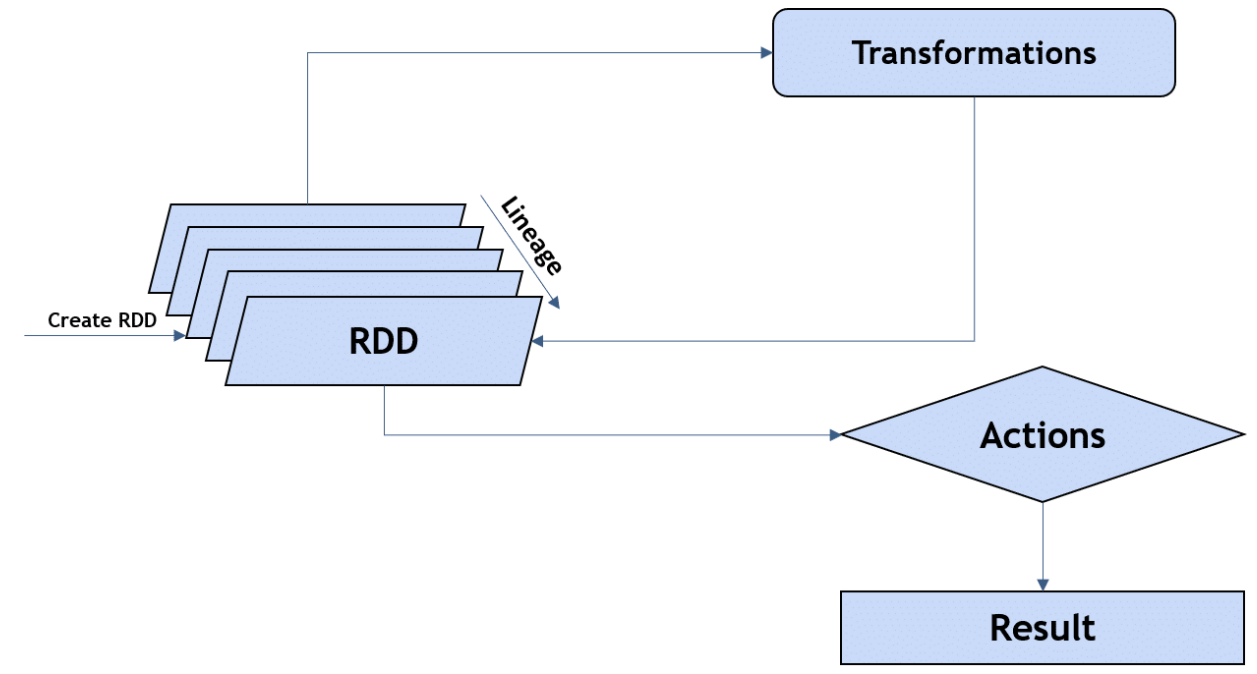 Transformations
Lineage
Create RDD
RDD
Actions
Result